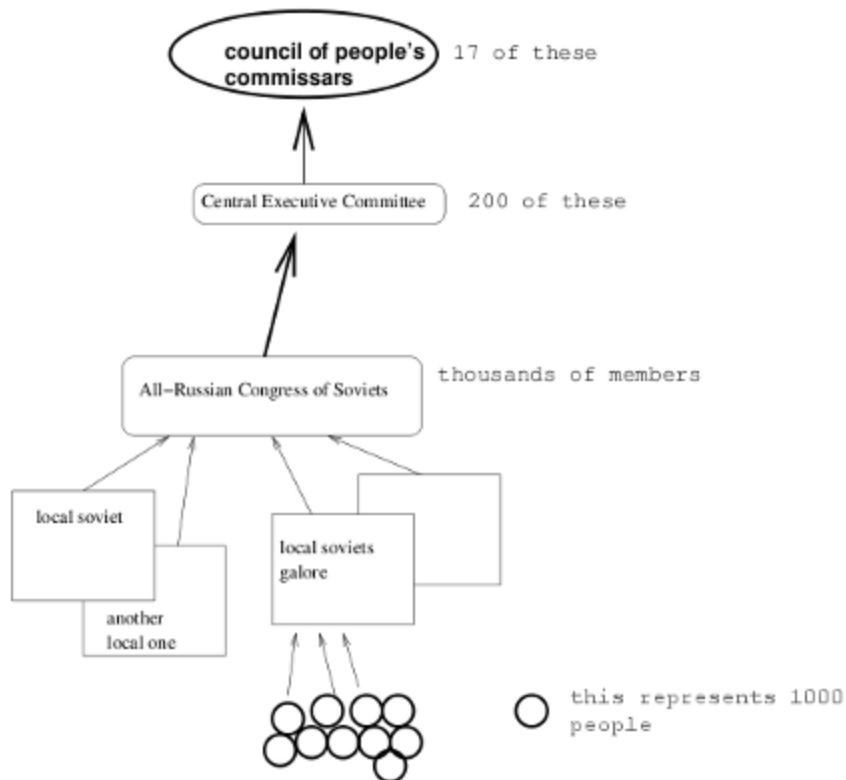 council of people's
commissars
17 of these
Central Executive Committee
200 of these
thousands of members
All-Russian Congress of Soviets
local soviet
another
local one
local soviets
galore
this represents 1000
people